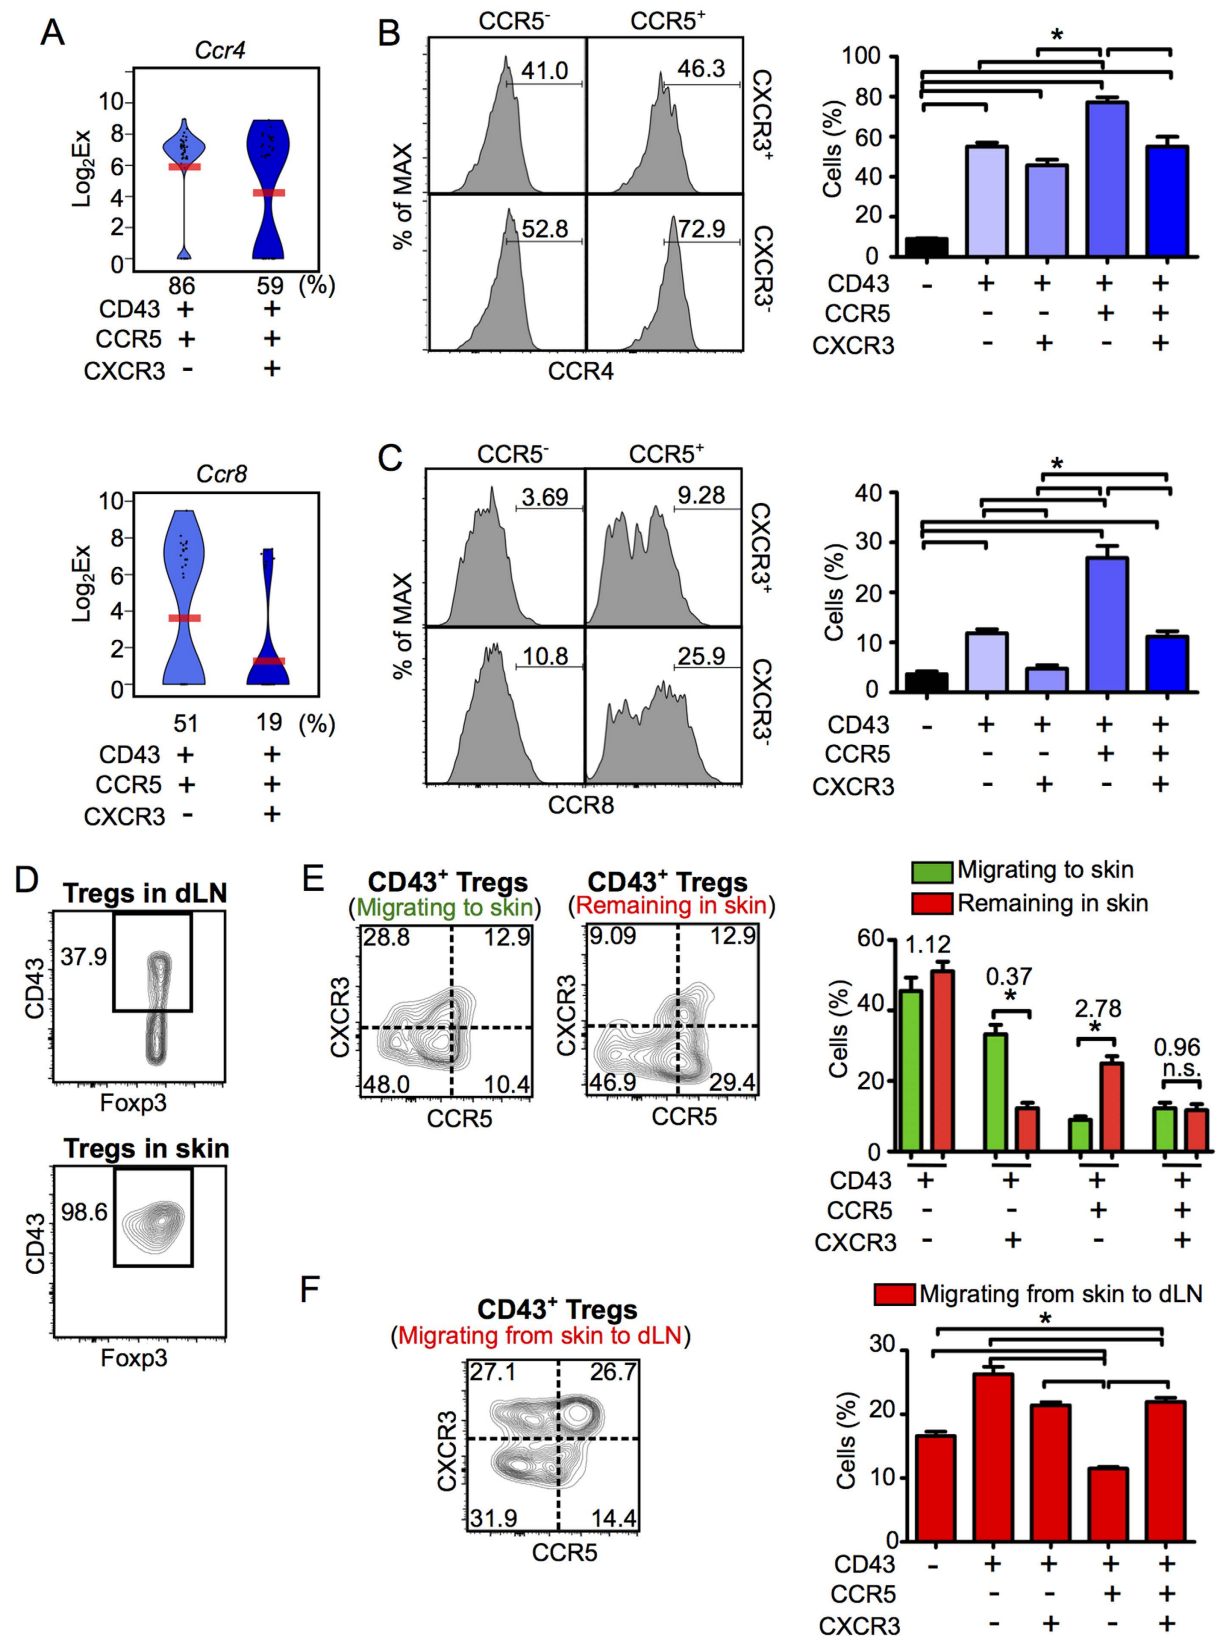 A
Ccr4
Log2Ex
10
8
6
4
2
0
86 59 (%)
CD43 + +
CCR5 + +
CXCR3 - +
Ccr8
Log2Ex
10
8
6
4
2
0
51 19 (%)
CD43 + +
CCR5 + +
CXCR3 - +
B
CCR5- CCR5+
41.0 46.3
CXCR3+
52.8 72.9
CXCR3-
% of MAX
CCR4
*
Cells (%)
100
80
60
40
20
0
CD43 - + + + +
CCR5 - - + +
CXCR3 - + - +
C
CCR5- CCR5+
3.69 9.28
CXCR3+
10.8 25.9
CXCR3-
% of MAX
CCR8
*
Cells (%)
40
30
20
10
0
CD43 - + + + +
CCR5 - - + +
CXCR3 - + - +
D
Tregs in dLN
37.9
CD43
Foxp3
Tregs in skin
98.6
CD43
Foxp3
E
CD43+ Tregs
(Migrating to skin)
28.8 12.9
48.0 10.4
CXCR3
CCR5
CD43+ Tregs
(Remaining in skin)
9.09 12.9
46.9 29.4
CXCR3
CCR5
Migrating to skin
Remaining in skin
Cells (%)
60
40
20
0
1.12
0.37
*
2.78
*
0.96
n.s.
CD43 + + + +
CCR5 - - + +
CXCR3 - + - +
F
CD43+ Tregs
(Migrating from skin to dLN)
27.1 26.7
31.9 14.4
CXCR3
CCR5
Migrating from skin to dLN
*
Cells (%)
30
20
10
0
CD43 - + + + +
CCR5 - - + +
CXCR3 - + - +